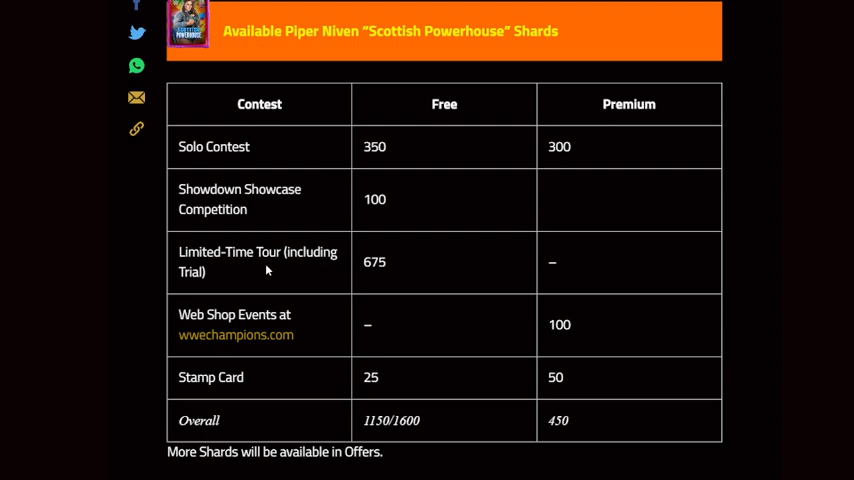 SCOTTISH
POWERHOUSE
Available Piper Niven “Scottish Powerhouse” Shards
Contest Free Premium
Solo Contest 350 300
Showdown Showcase
Competition 100
Limited-Time Tour (including
Trial) 675 –
Web Shop Events at
wwechampions.com – 100
Stamp Card 25 50
Overall 1150/1600 450
More Shards will be available in Offers.